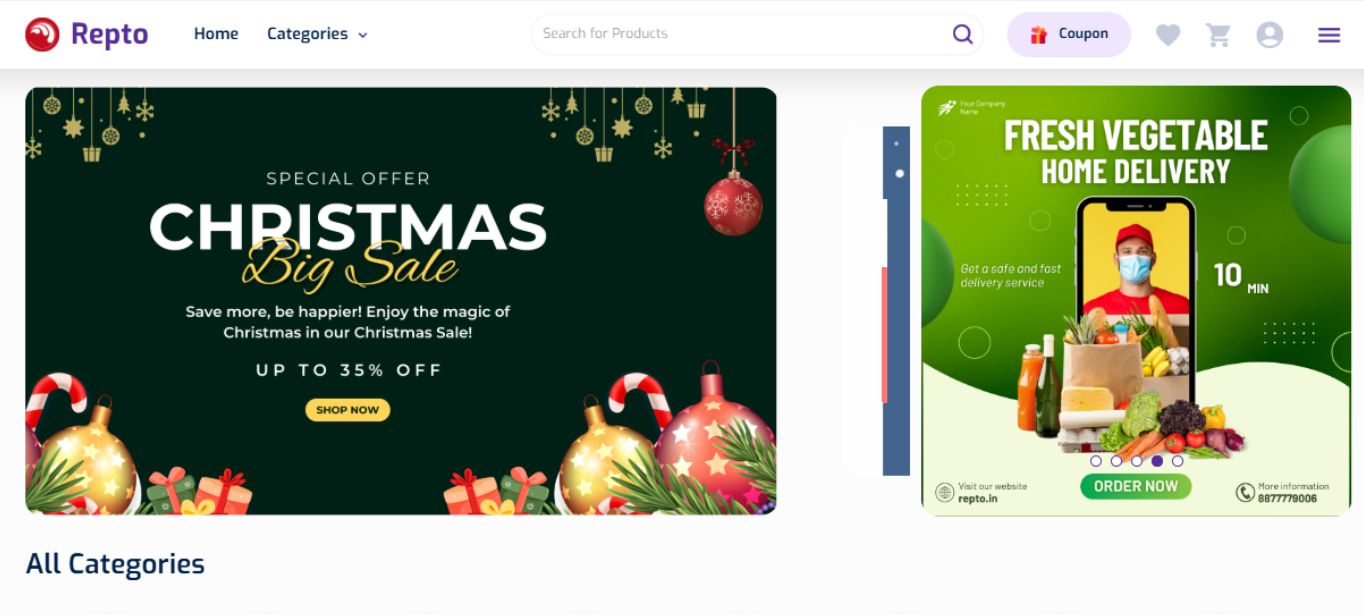 Repto
Home
Categories
Search for Products
Coupon
SPECIAL OFFER
CHRISTMAS
Big Sale
Save more, be happier! Enjoy the magic of
Christmas in our Christmas Sale!
UP TO 35% OFF
SHOP NOW
Your Company
Name
FRESH VEGETABLE
HOME DELIVERY
Get a safe and fast
delivery service
10 MIN
ORDER NOW
Visit our website
repto.in
More information
8877779006
All Categories